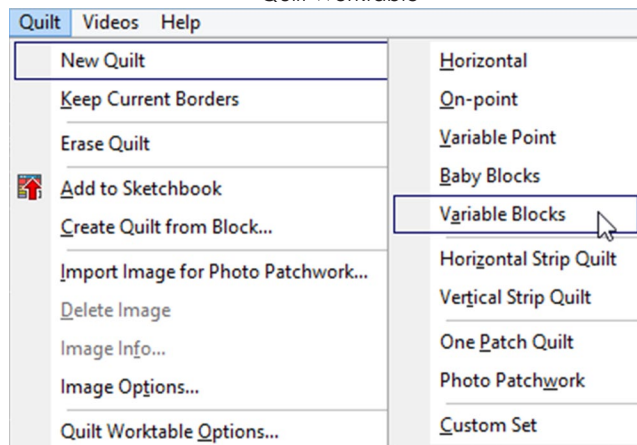 Quilt Worktable
Quilt Videos Help
New Quilt
Keep Current Borders
Erase Quilt
Add to Sketchbook
Create Quilt from Block...
Import Image for Photo Patchwork...
Delete Image
Image Info...
Image Options...
Quilt Worktable Options...
Horizontal
On-point
Variable Point
Baby Blocks
Variable Blocks
Horizontal Strip Quilt
Vertical Strip Quilt
One Patch Quilt
Photo Patchwork
Custom Set